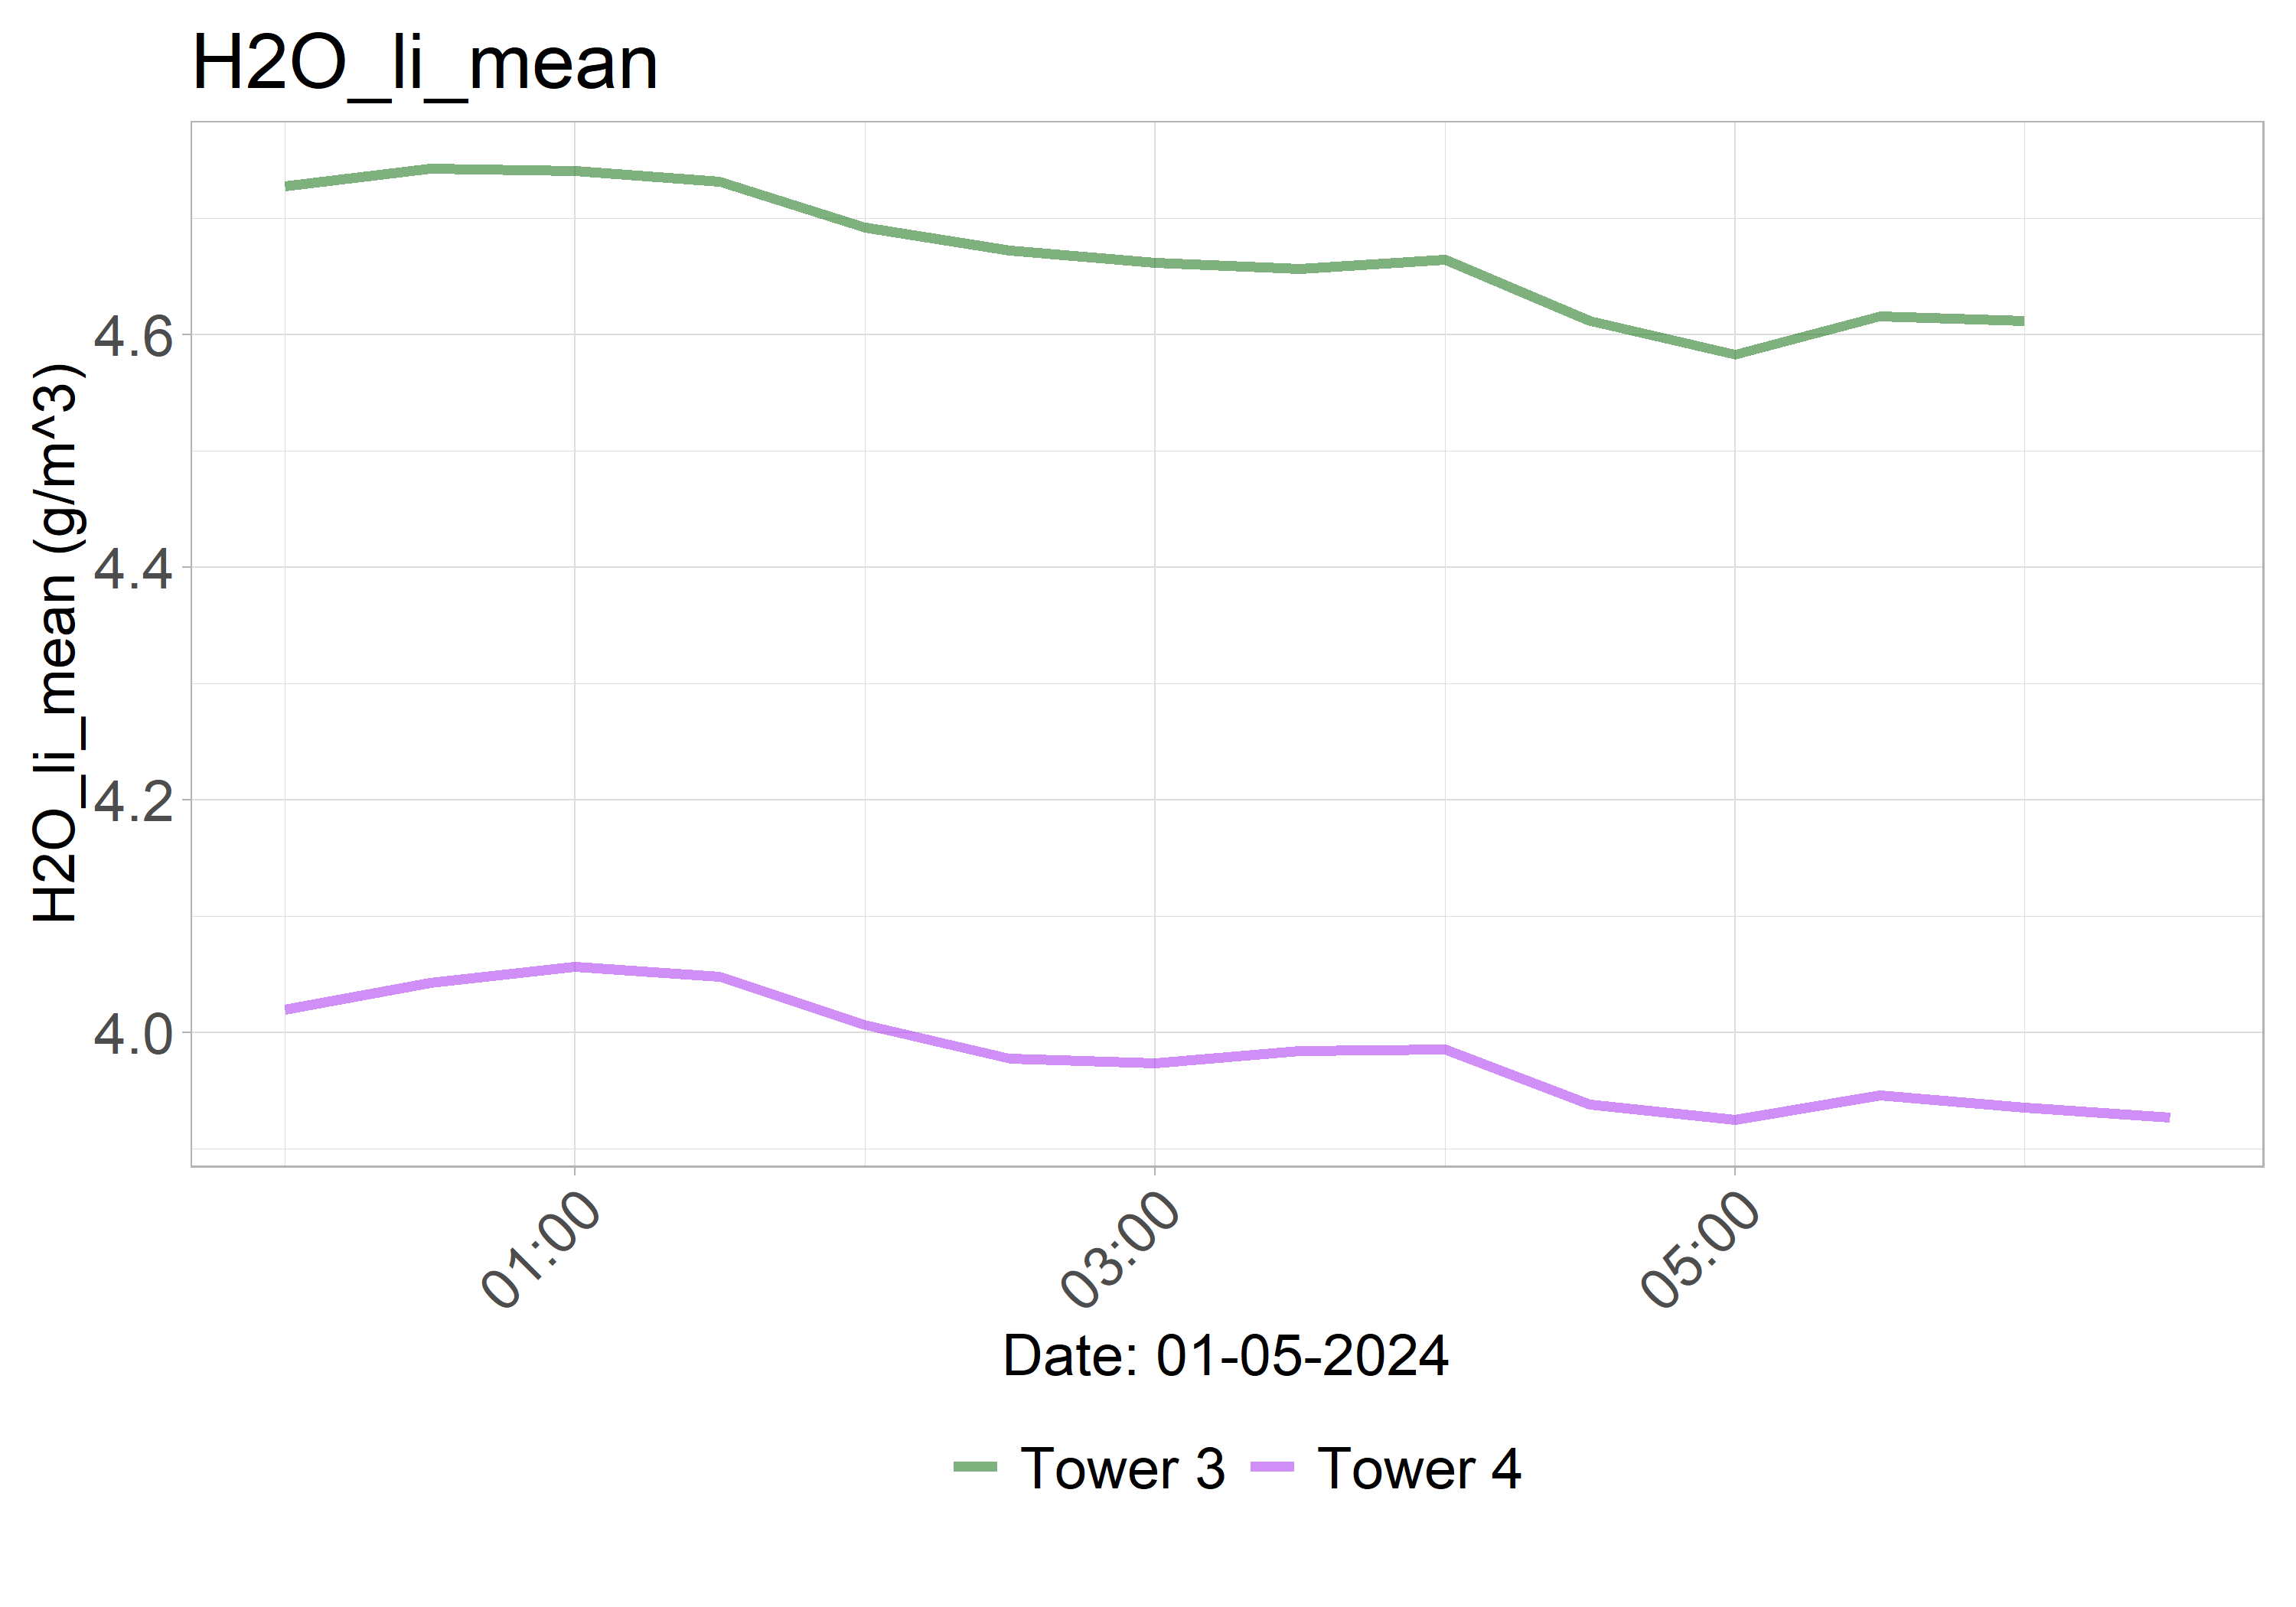 H2O_li_mean
H2O_li_mean (g/m^3)
4.6
4.4
4.2
4.0
01:00
03:00
05:00
Date: 01-05-2024
Tower 3
Tower 4